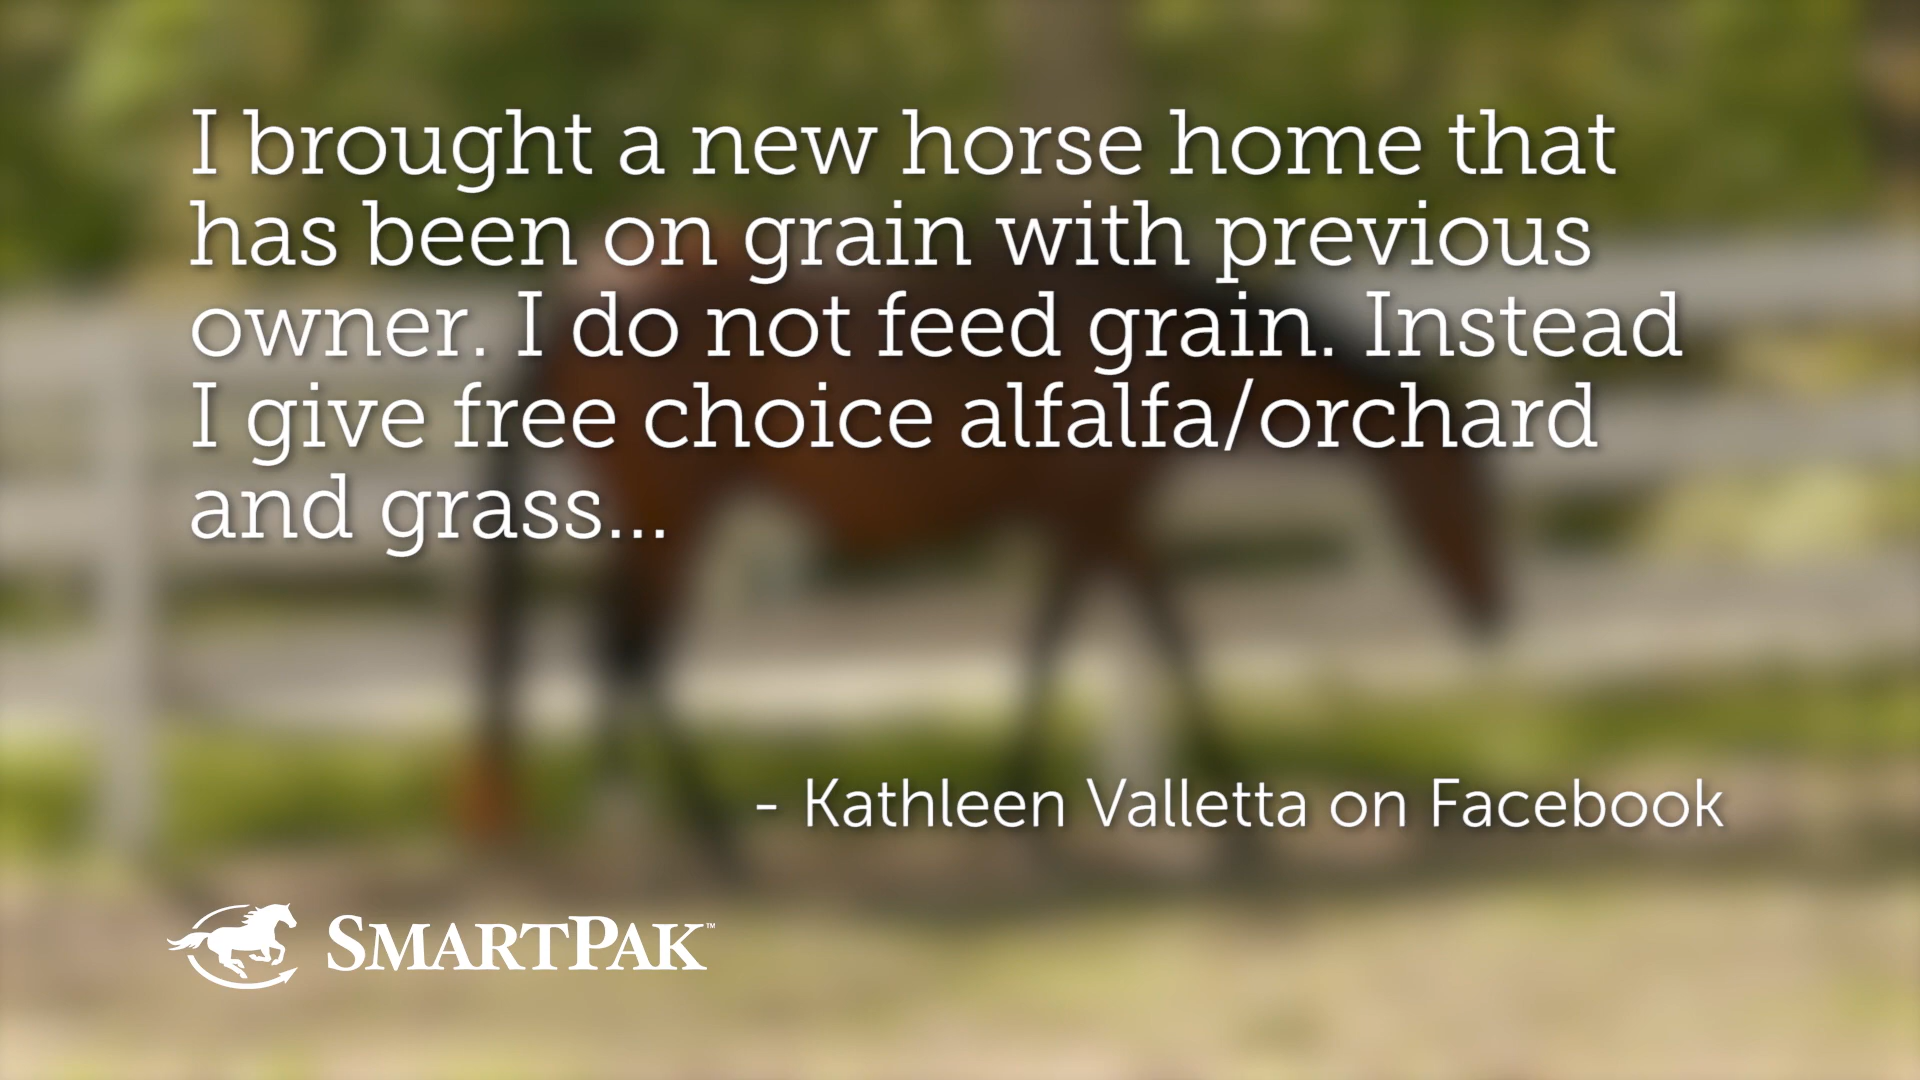 I brought a new horse home that
has been on grain with previous
owner. I do not feed grain. Instead
I give free choice alfalfa/orchard
and grass...
- Kathleen Valletta on Facebook
SMARTPAK™